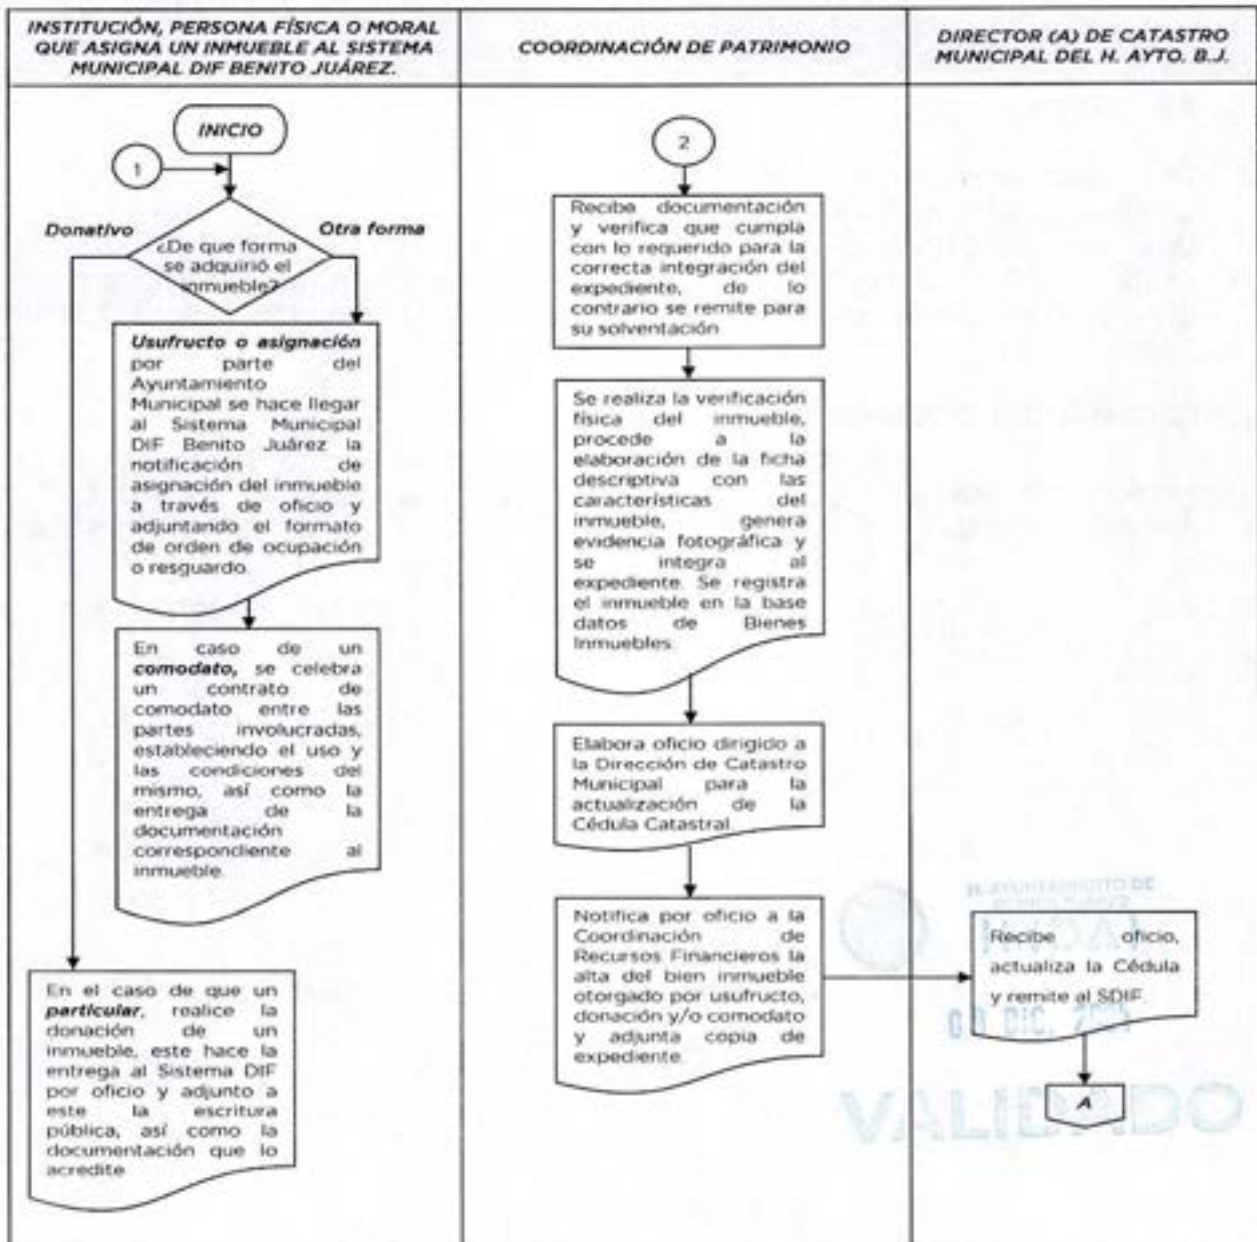 INSTITUCIÓN, PERSONA FÍSICA O MORAL
QUE ASIGNA UN INMUEBLE AL SISTEMA
MUNICIPAL DIF BENITO JUÁREZ.
COORDINACIÓN DE PATRIMONIO
DIRECTOR (A) DE CATASTRO
MUNICIPAL DEL H. AYTO. B.J.
INICIO
1
Donativo
Otra forma
¿De que forma
se adquirió el
inmueble?
Usufructo o asignación
por parte del
Ayuntamiento
Municipal se hace llegar
al Sistema Municipal
DIF Benito Juárez la
notificación de
asignación del inmueble
a través de oficio y
adjuntando el formato
de orden de ocupación
o resguardo.
En caso de un
comodato, se celebra
un contrato de
comodato entre las
partes involucradas,
estableciendo el uso y
las condiciones del
mismo, así como la
entrega de la
documentación
correspondiente al
inmueble.
En el caso de que un
particular, realice la
donación de un
inmueble, este hace la
entrega al Sistema DIF
por oficio y adjunto a
este la escritura
pública, así como la
documentación que lo
acredite
2
Recibe documentación
y verifica que cumpla
con lo requerido para la
correcta integración del
expediente, de lo
contrario se remite para
su solventación
Se realiza la verificación
física del inmueble,
procede a la
elaboración de la ficha
descriptiva con las
características del
inmueble, genera
evidencia fotográfica y
se integra al
expediente. Se registra
el inmueble en la base
datos de Bienes
Inmuebles.
Elabora oficio dirigido a
la Dirección de Catastro
Municipal para la
actualización de la
Cédula Catastral
Notifica por oficio a la
Coordinación de
Recursos Financieros la
alta del bien inmueble
otorgado por usufructo,
donación y/o comodato
y adjunta copia de
expediente.
Recibe oficio,
actualiza la Cédula
y remite al SDIF.
A
DIC.
VALIDADO